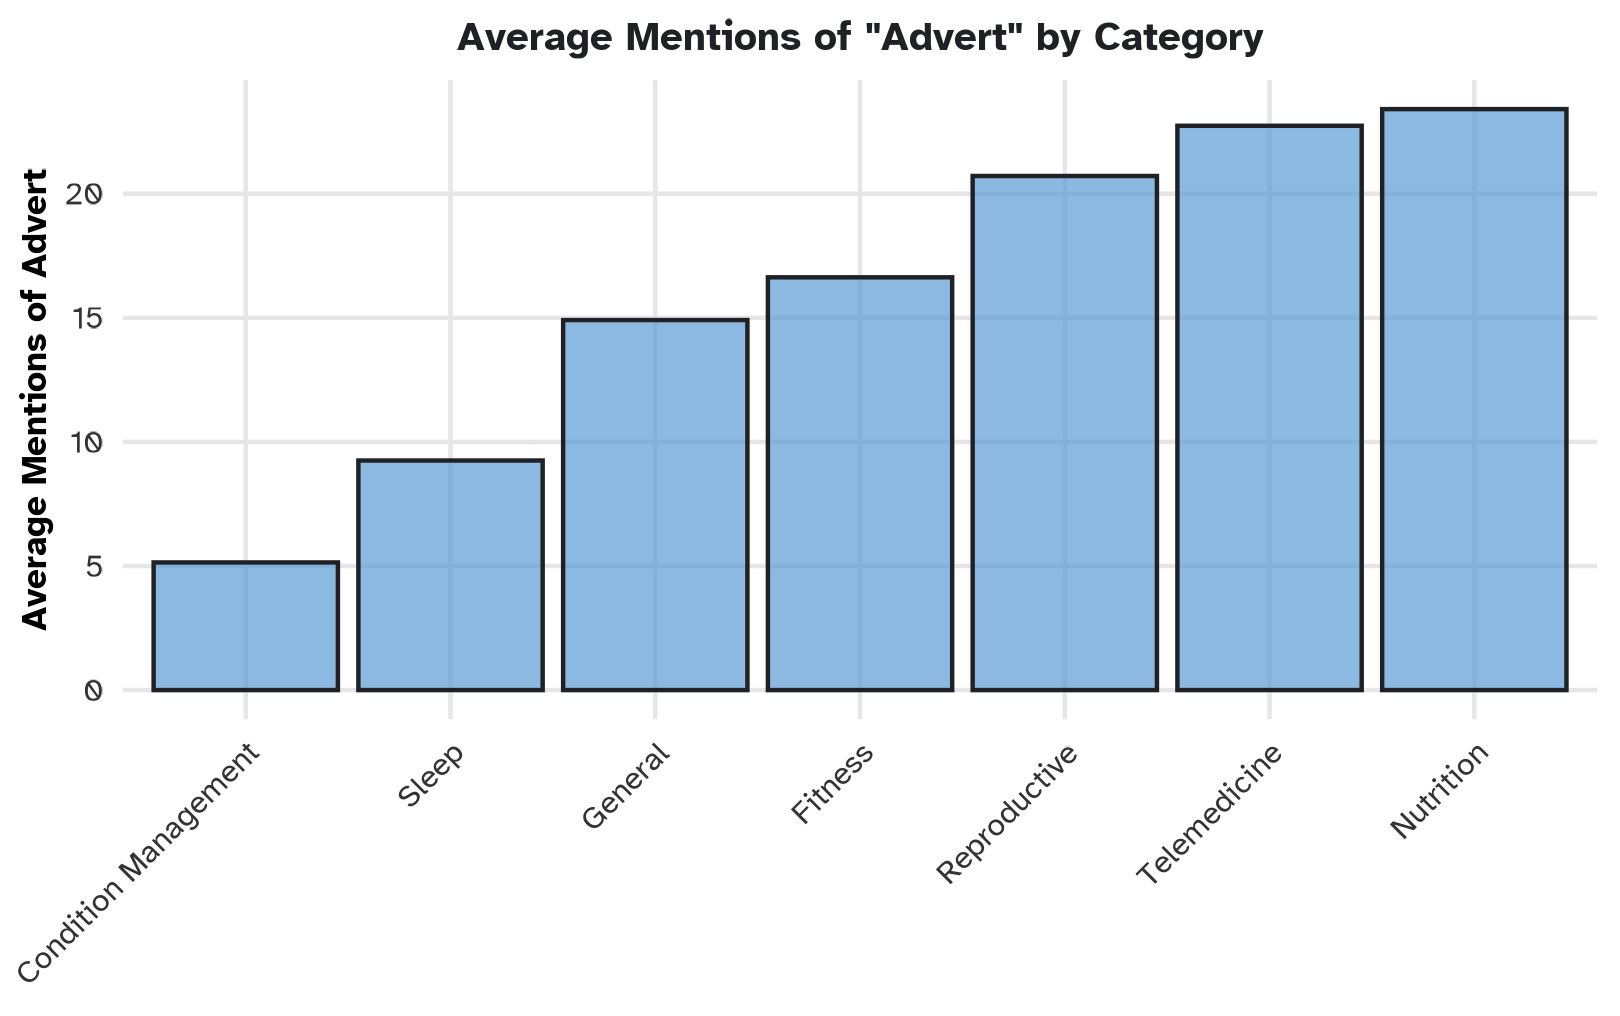 Average Mentions of "Advert" by Category
Average Mentions of Advert
20
15
10
5
0
Condition Management
Sleep
General
Fitness
Reproductive
Telemedicine
Nutrition